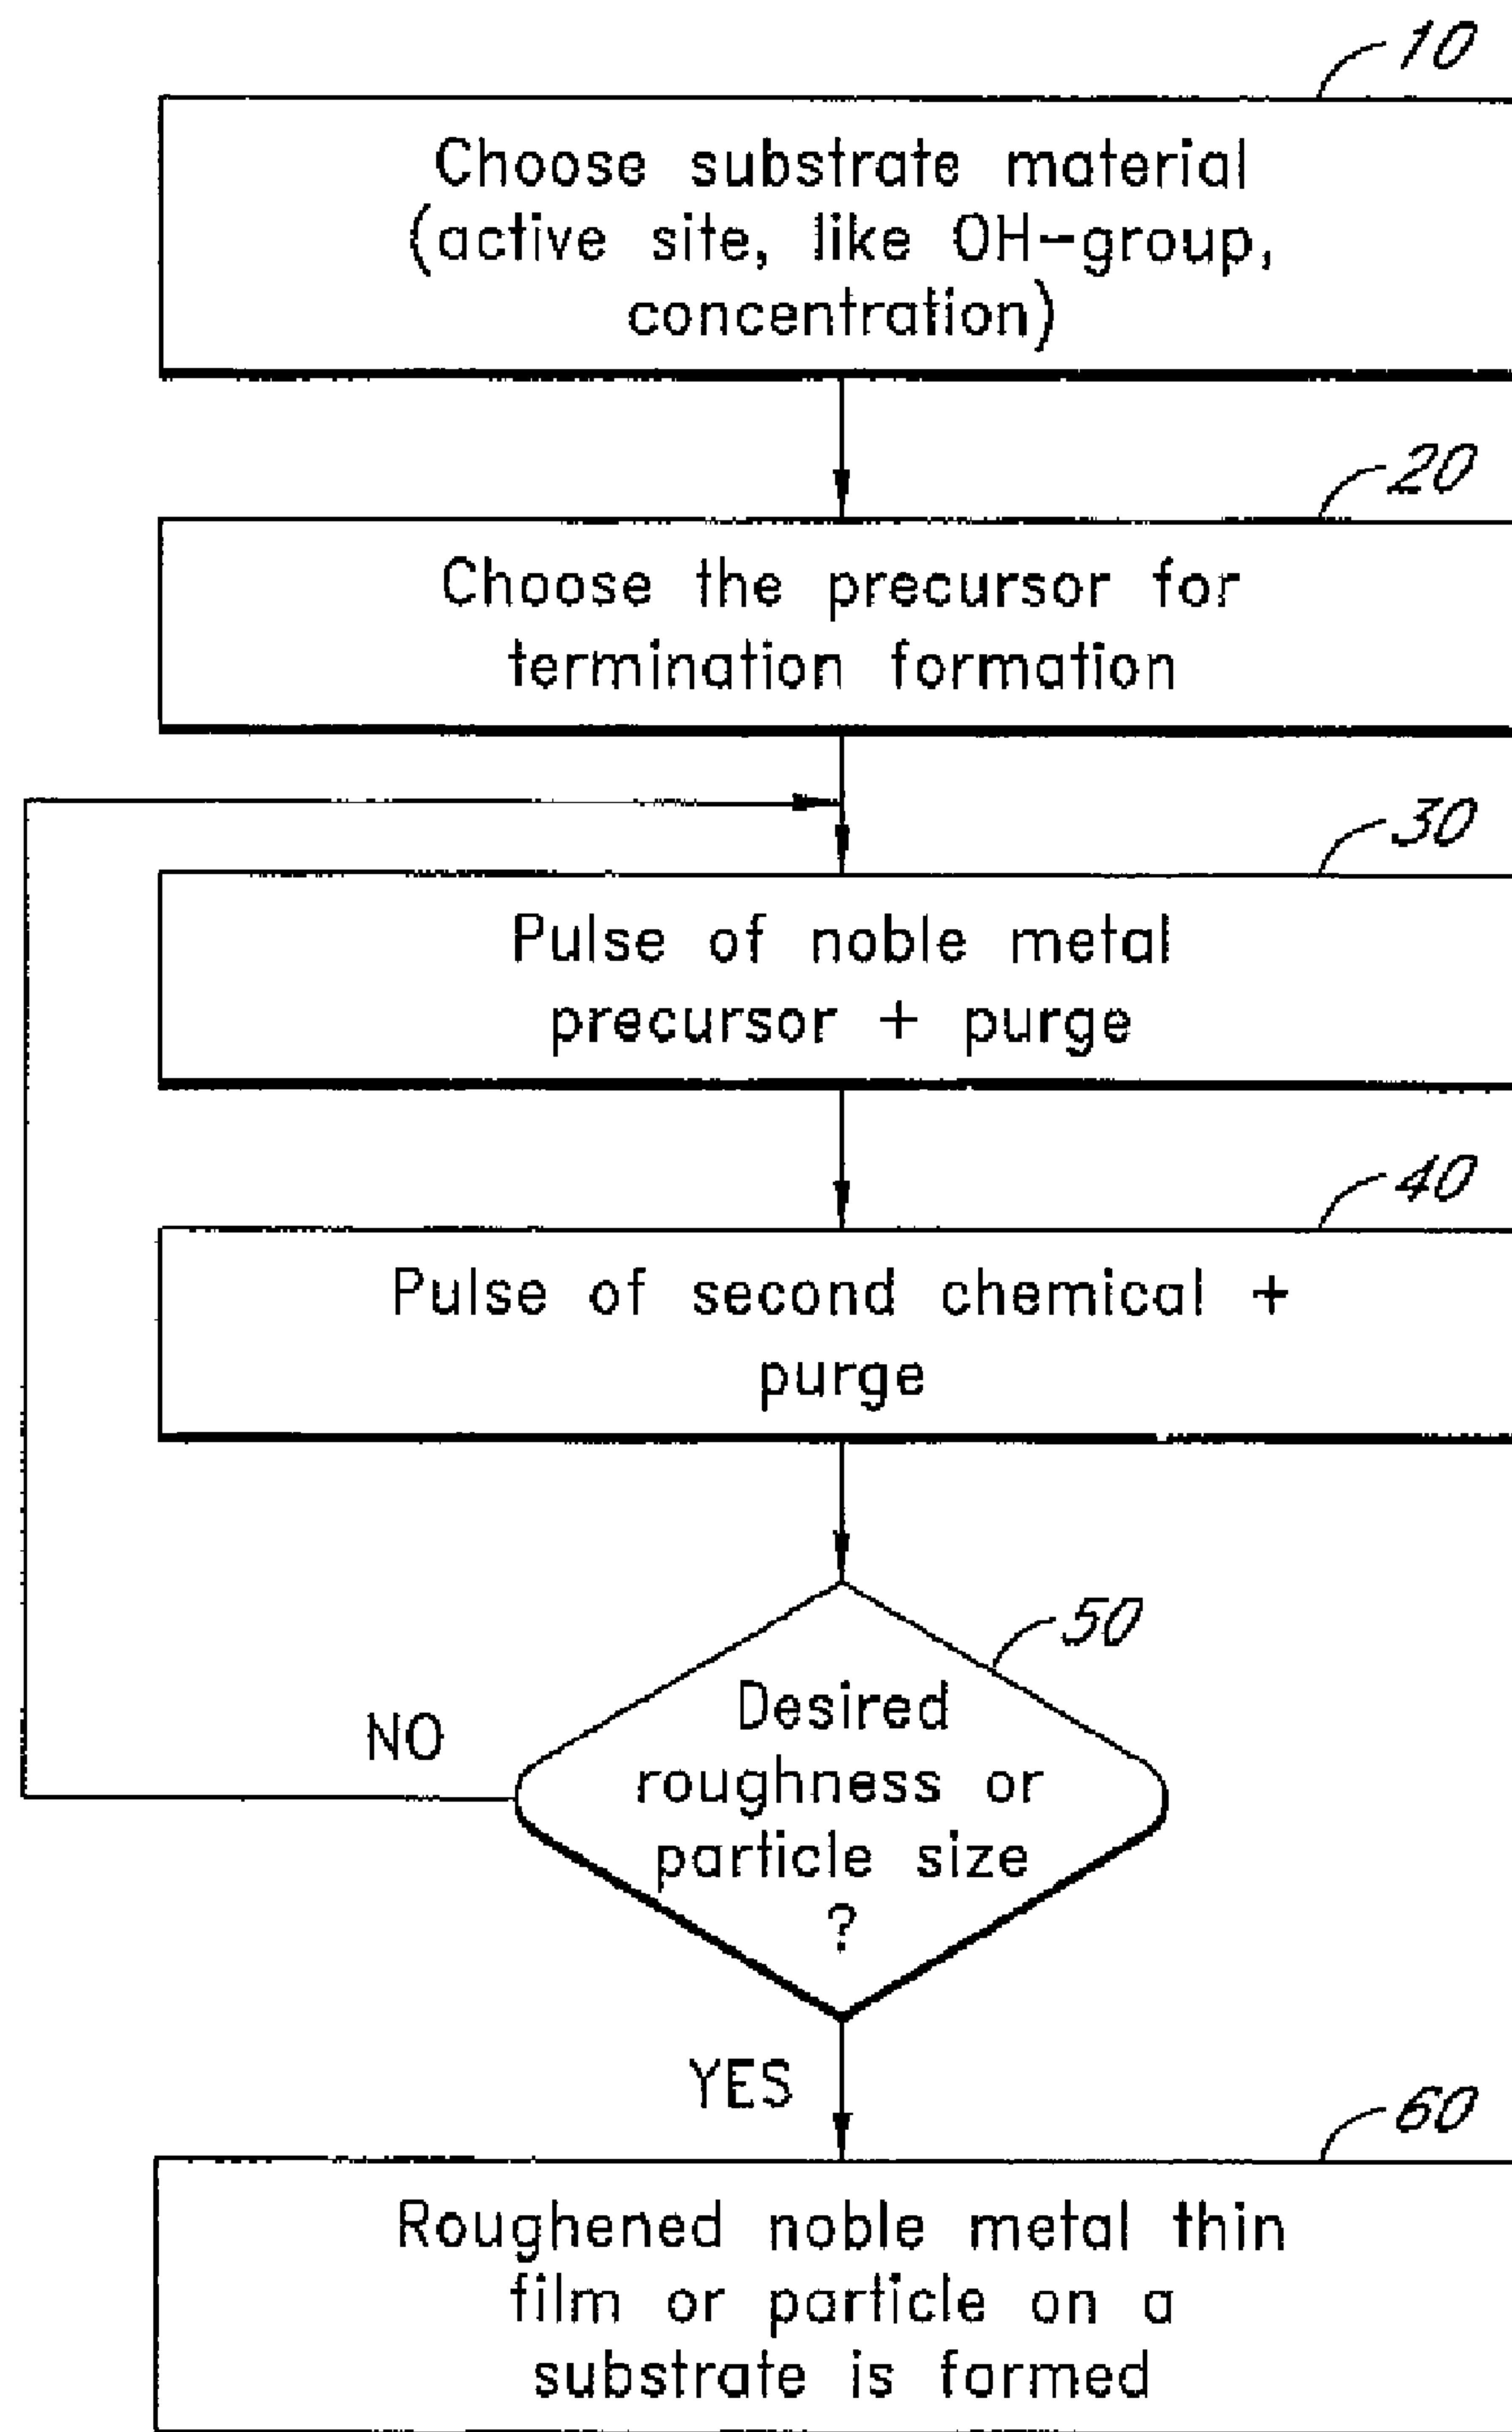 10
Choose substrate material
(active site, like OH-group,
concentration)
20
Choose the precursor for
termination formation
30
Pulse of noble metal
precursor + purge
40
Pulse of second chemical +
purge
50
Desired
roughness or
particle size
?
NO
YES
60
Roughened noble metal thin
film or particle on a
substrate is formed